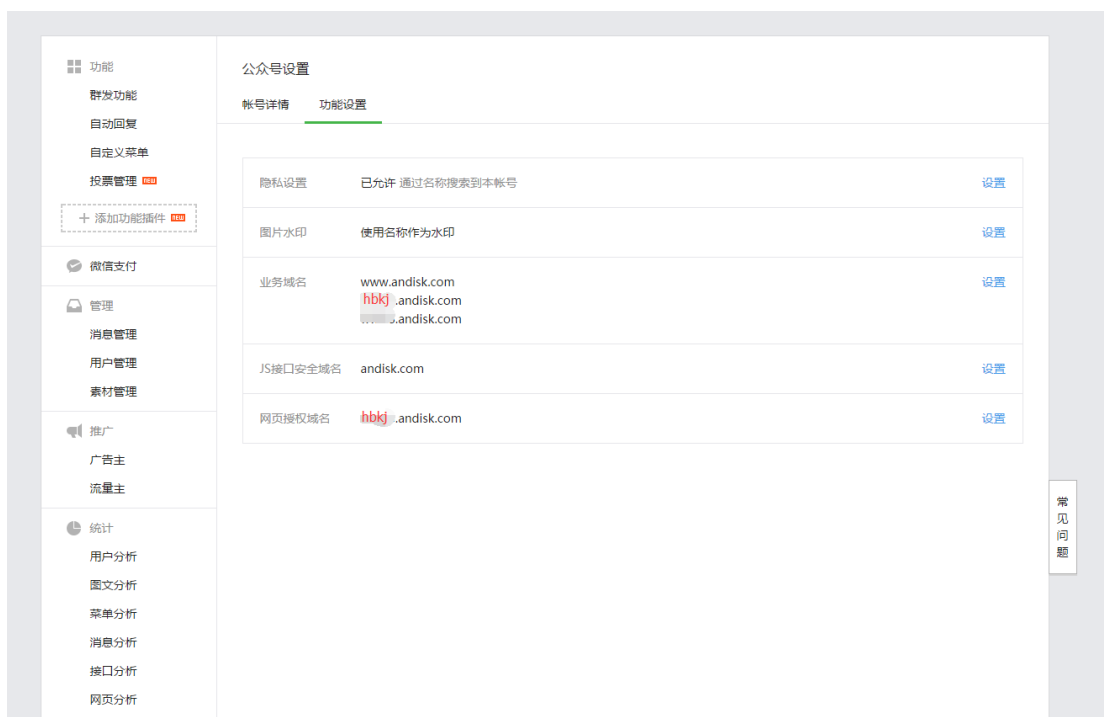 功能
群发功能
自动回复
自定义菜单
投票管理 NEW
＋ 添加功能插件 NEW
微信支付
管理
消息管理
用户管理
素材管理
推广
广告主
流量主
统计
用户分析
图文分析
菜单分析
消息分析
接口分析
网页分析
公众号设置
帐号详情 功能设置
隐私设置 已允许 通过名称搜索到本帐号 设置
图片水印 使用名称作为水印 设置
业务域名 www.andisk.com 设置
hbkj .andisk.com
.andisk.com
JS接口安全域名 andisk.com 设置
网页授权域名 hbkj .andisk.com 设置
常见问题